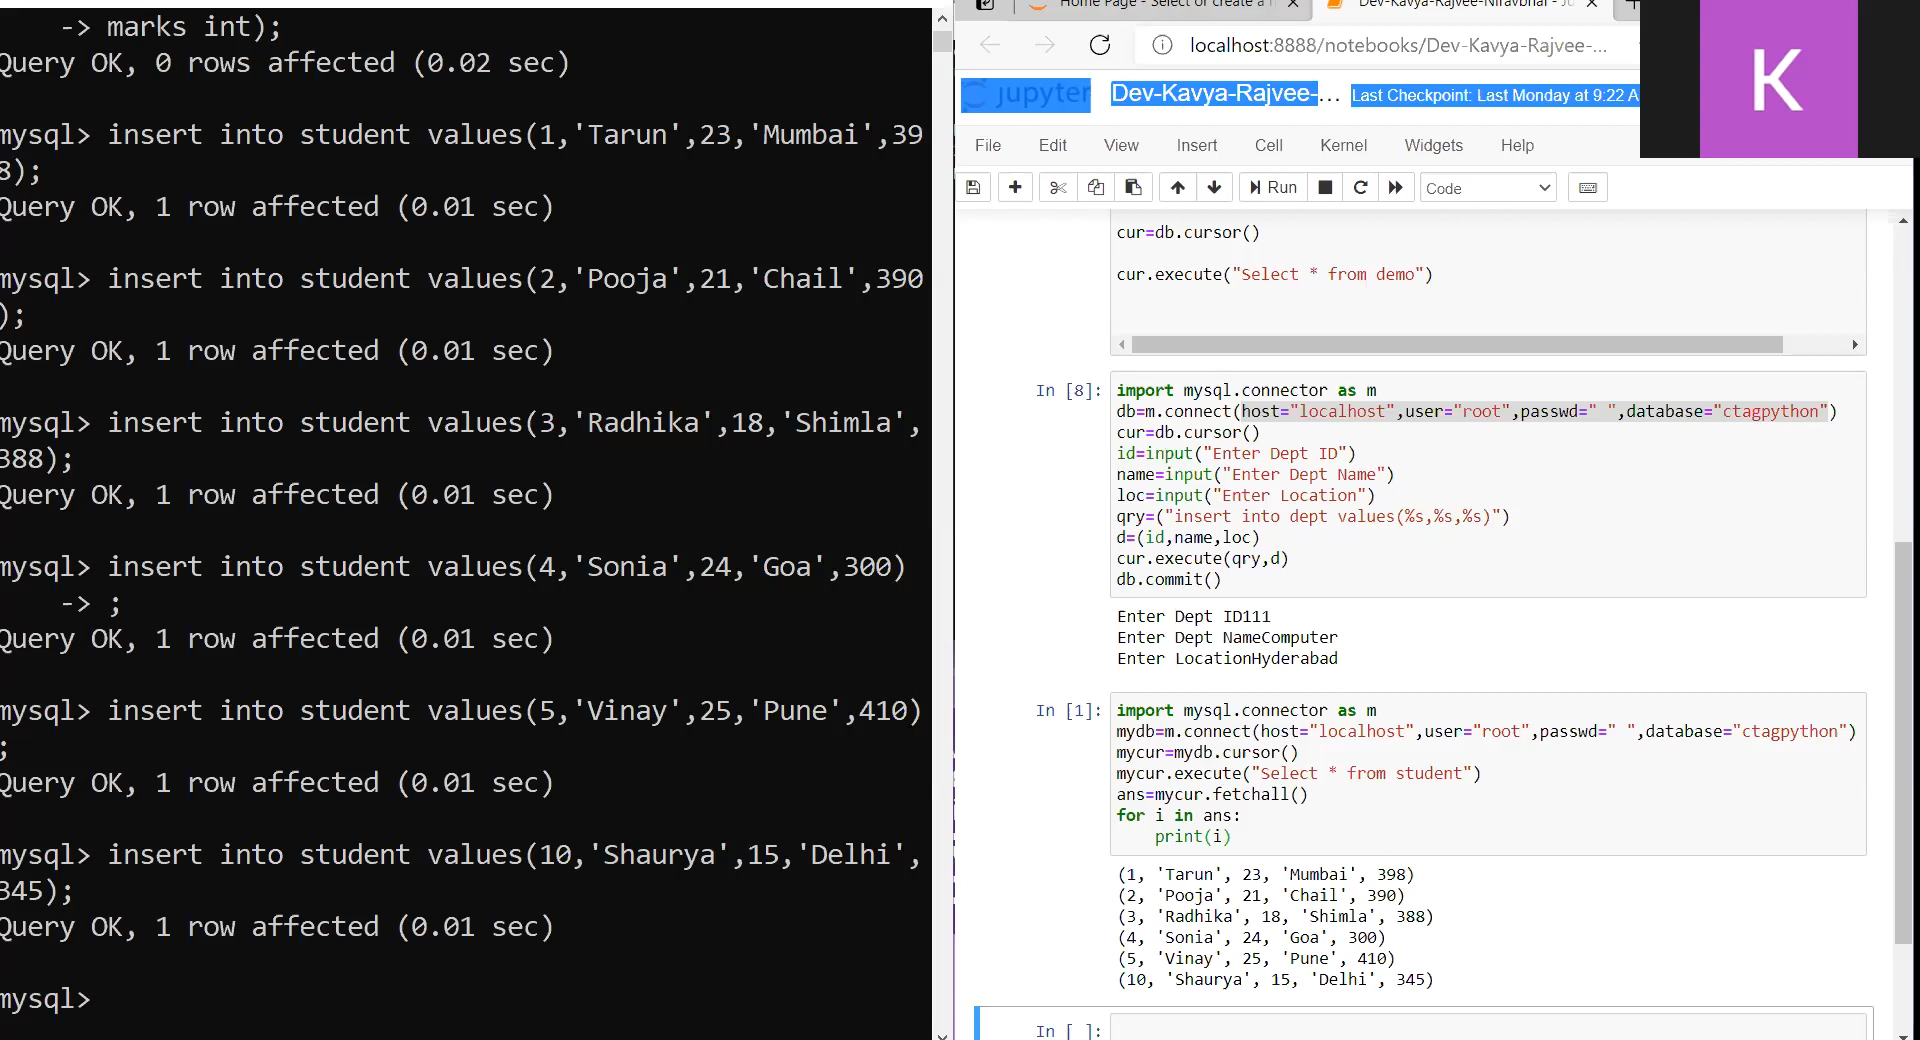 -> marks int);
Query OK, 0 rows affected (0.02 sec)
mysql> insert into student values(1,'Tarun',23,'Mumbai',39
8);
Query OK, 1 row affected (0.01 sec)
mysql> insert into student values(2,'Pooja',21,'Chail',390
);
Query OK, 1 row affected (0.01 sec)
mysql> insert into student values(3,'Radhika',18,'Shimla',
388);
Query OK, 1 row affected (0.01 sec)
mysql> insert into student values(4,'Sonia',24,'Goa',300)
-> ;
Query OK, 1 row affected (0.01 sec)
mysql> insert into student values(5,'Vinay',25,'Pune',410)
;
Query OK, 1 row affected (0.01 sec)
mysql> insert into student values(10,'Shaurya',15,'Delhi',
345);
Query OK, 1 row affected (0.01 sec)
mysql>
Home Page - Select or create a
Dev-Kavya-Rajvee-Niravbhai - Ju
localhost:8888/notebooks/Dev-Kavya-Rajvee-...
jupyter Dev-Kavya-Rajvee-... Last Checkpoint: Last Monday at 9:22 A
K
File Edit View Insert Cell Kernel Widgets Help
Run Code
cur=db.cursor()
cur.execute("Select * from demo")
In [8]:
import mysql.connector as m
db=m.connect(host="localhost",user="root",passwd=" ",database="ctagpython")
cur=db.cursor()
id=input("Enter Dept ID")
name=input("Enter Dept Name")
loc=input("Enter Location")
qry=("insert into dept values(%s,%s,%s)")
d=(id,name,loc)
cur.execute(qry,d)
db.commit()
Enter Dept ID111
Enter Dept NameComputer
Enter LocationHyderabad
In [1]:
import mysql.connector as m
mydb=m.connect(host="localhost",user="root",passwd=" ",database="ctagpython")
mycur=mydb.cursor()
mycur.execute("Select * from student")
ans=mycur.fetchall()
for i in ans:
    print(i)
(1, 'Tarun', 23, 'Mumbai', 398)
(2, 'Pooja', 21, 'Chail', 390)
(3, 'Radhika', 18, 'Shimla', 388)
(4, 'Sonia', 24, 'Goa', 300)
(5, 'Vinay', 25, 'Pune', 410)
(10, 'Shaurya', 15, 'Delhi', 345)
In [ ]: